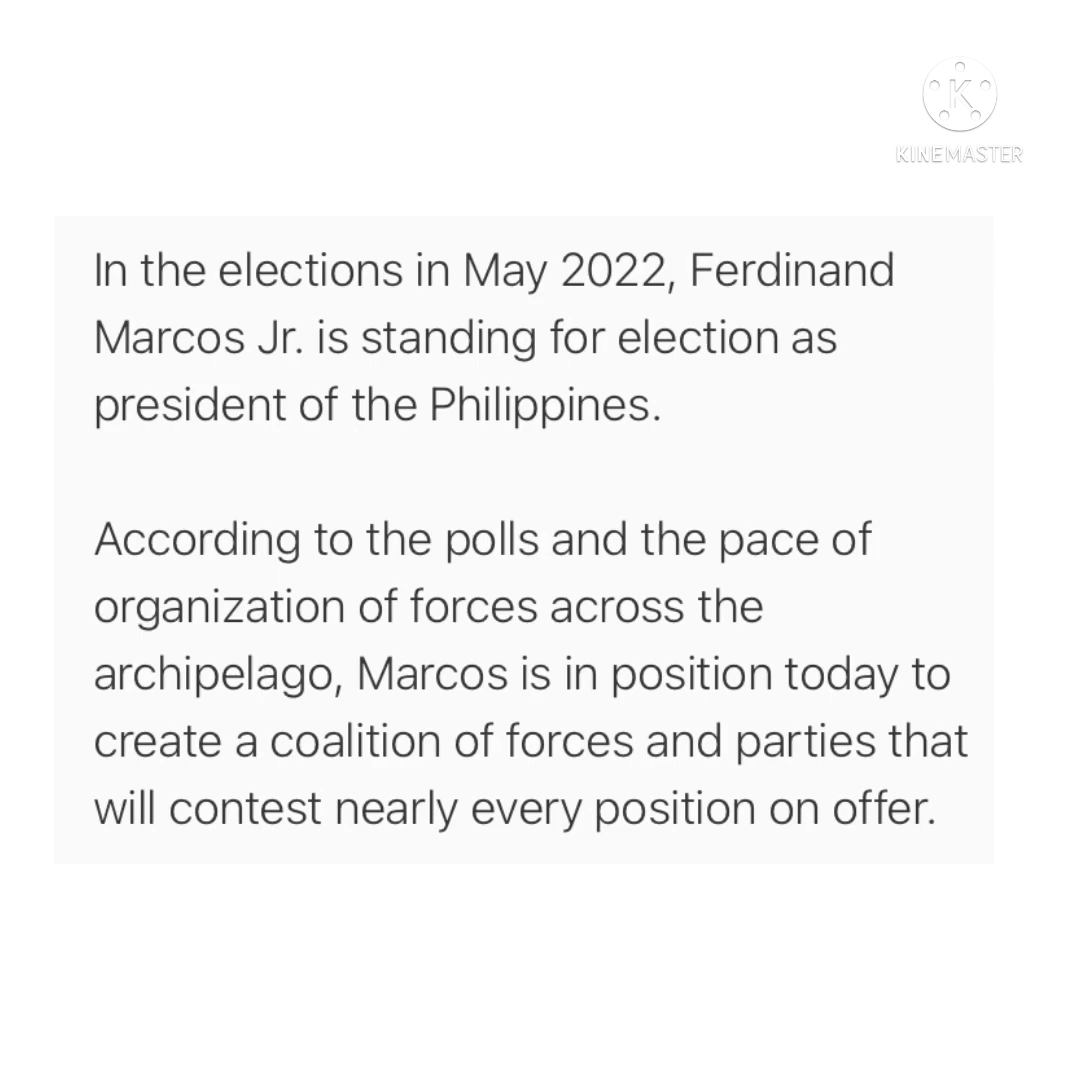 K
KINEMASTER
In the elections in May 2022, Ferdinand
Marcos Jr. is standing for election as
president of the Philippines.
According to the polls and the pace of
organization of forces across the
archipelago, Marcos is in position today to
create a coalition of forces and parties that
will contest nearly every position on offer.